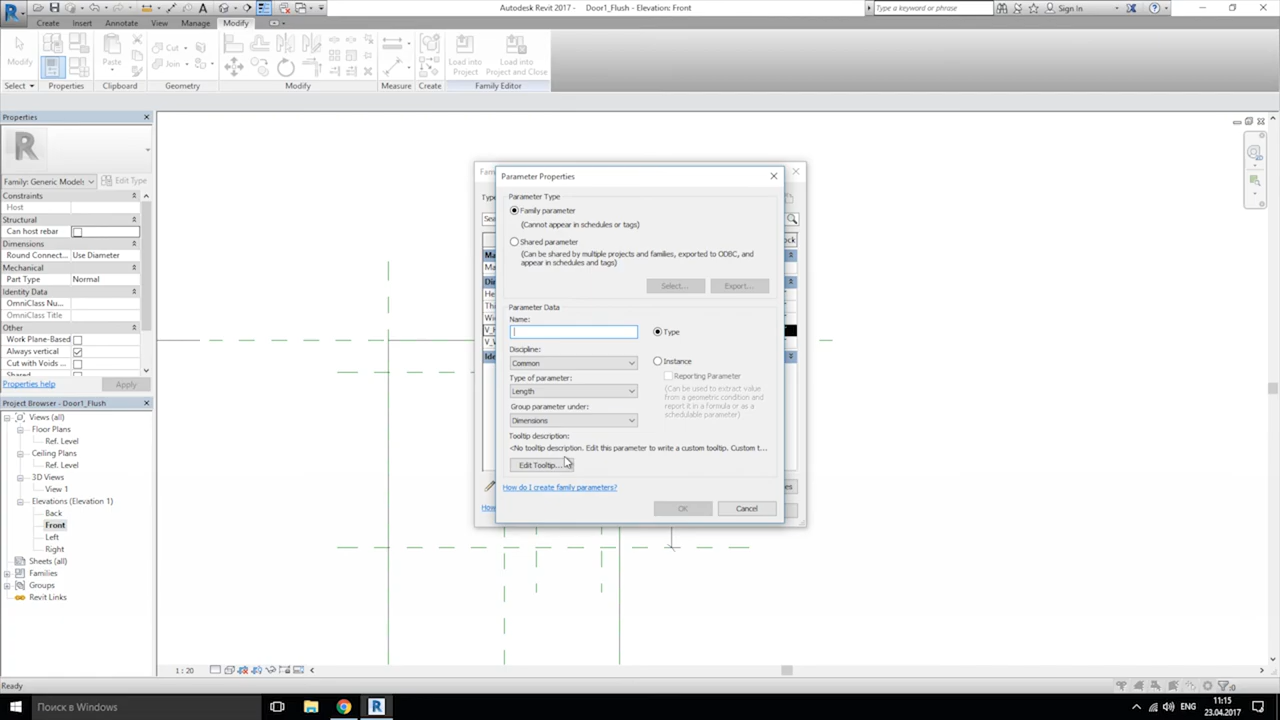 Autodesk Revit 2017 -    Door1_Flush - Elevation: Front
Type a keyword or phrase
Sign In
Create
Insert
Annotate
View
Manage
Modify
Modify
Paste
Cut
Join
Load into
Project
Load into
Project and Close
Select
Properties
Clipboard
Geometry
Modify
Measure
Create
Family Editor
Properties
Family: Generic Models
Edit Type
Constraints
Host
Structural
Can host rebar
Dimensions
Round Connect...
Use Diameter
Mechanical
Part Type
Normal
Identity Data
OmniClass Nu...
OmniClass Title
Other
Work Plane-Based
Always vertical
Cut with Voids ...
Shared
Properties help
Apply
Project Browser - Door1_Flush
Views (all)
Floor Plans
Ref. Level
Ceiling Plans
Ref. Level
3D Views
View 1
Elevations (Elevation 1)
Back
Front
Left
Right
Sheets (all)
Families
Groups
Revit Links
Parameter Properties
Parameter Type
Family parameter
(Cannot appear in schedules or tags)
Shared parameter
(Can be shared by multiple projects and families, exported to ODBC, and
appear in schedules and tags)
Select...
Export...
Parameter Data
Name:
Type
Discipline:
Common
Instance
Reporting Parameter
Type of parameter:
Length
(Can be used to extract value
from a geometric condition and
report it in a formula or as a
schedulable parameter)
Group parameter under:
Dimensions
Tooltip description:
<No tooltip description. Edit this parameter to write a custom tooltip. Custom t...
Edit Tooltip...
How do I create family parameters?
OK
Cancel
1 : 20
Ready
:0
Поиск в Windows
ENG
11:15
23.04.2017